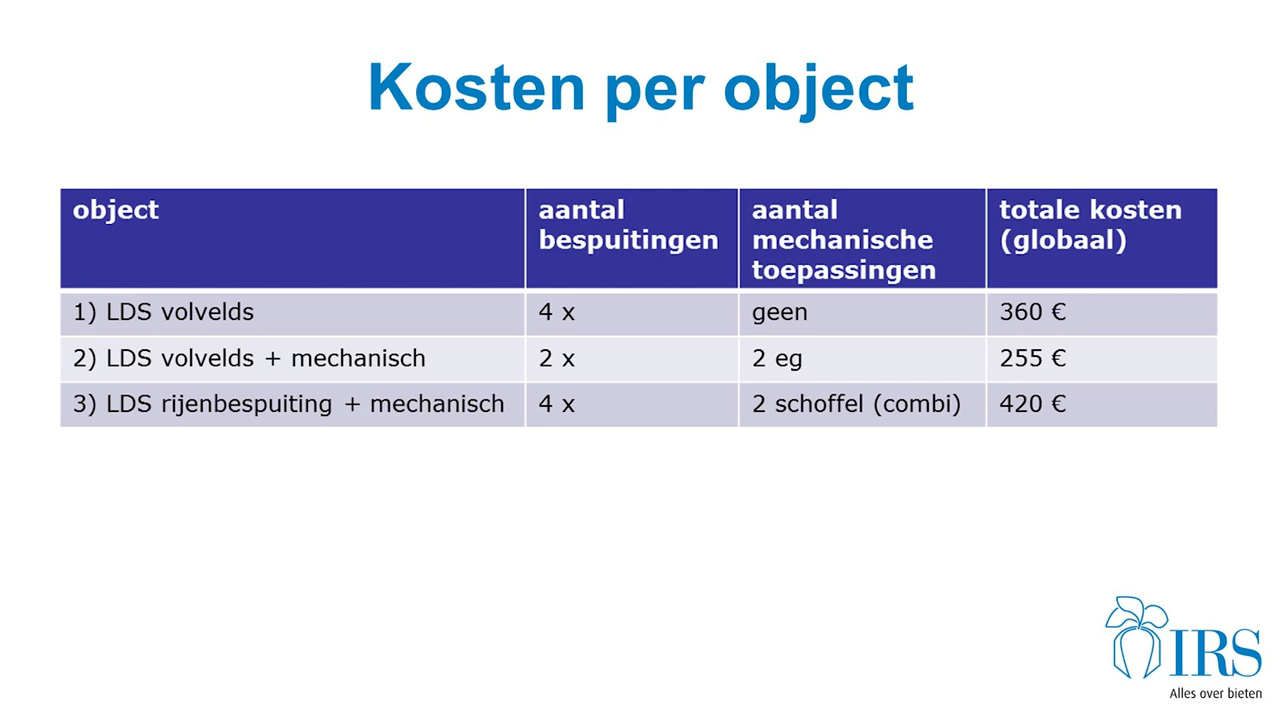 Kosten per object
object aantal bespuitingen aantal mechanische toepassingen totale kosten (globaal)
1) LDS volvelds 4 x geen 360 €
2) LDS volvelds + mechanisch 2 x 2 eg 255 €
3) LDS rijenbespuiting + mechanisch 4 x 2 schoffel (combi) 420 €
IRS
Alles over bieten